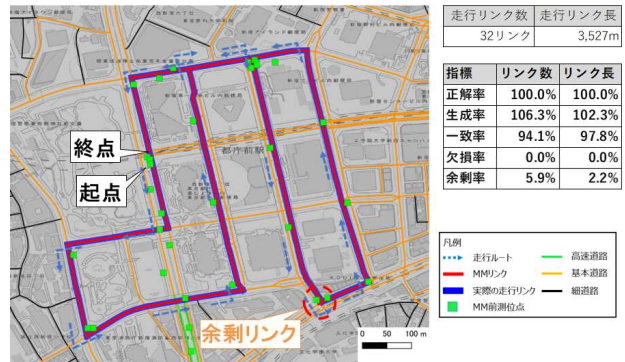 終点
起点
都庁前駅
余剰リンク
0 50 100 m
走行リンク数 走行リンク長
32リンク 3,527m
指標 リンク数 リンク長
正解率 100.0% 100.0%
生成率 106.3% 102.3%
一致率 94.1% 97.8%
欠損率 0.0% 0.0%
余剰率 5.9% 2.2%
凡例
走行ルート 高速道路
MMリンク 基本道路
実際の走行リンク 細道路
MM前測位点